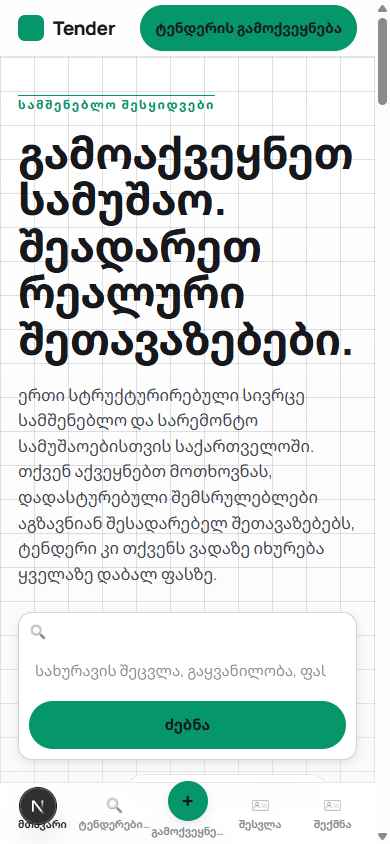 Tender
ტენდერის გამოქვეყნება
სამშენებლო შესყიდვები
გამოაქვეყნეთ
სამუშაო.
შეადარეთ
რეალური
შეთავაზებები.
ერთი სტრუქტურირებული სივრცე
სამშენებლო და სარემონტო
სამუშაოებისთვის საქართველოში.
თქვენ აქვეყნებთ მოთხოვნას,
დადასტურებული შემსრულებლები
აგზავნიან შესადარებელ შეთავაზებებს,
ტენდერი კი თქვენს ვადაზე იხურება
ყველაზე დაბალ ფასზე.
სახურავის შეცვლა, გაყვანილობა, ფას
ძებნა
N
+
მთავარი
ტენდერები...
გამოქვეყნე...
შესვლა
შექმნა